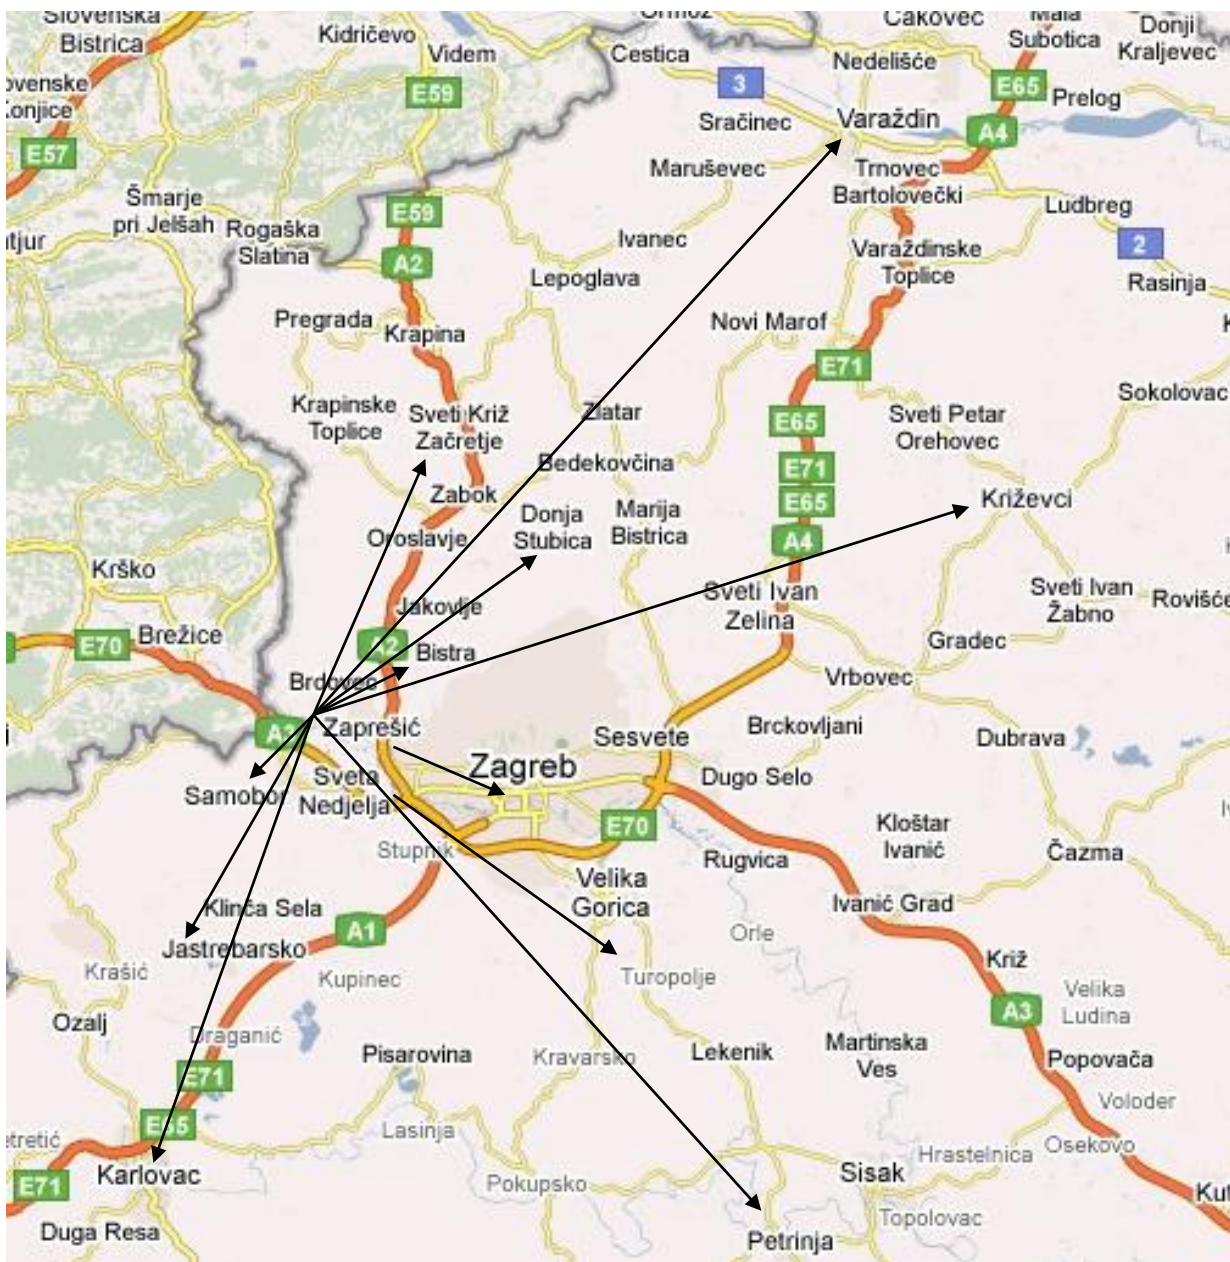 Slovenska
Bistrica
Kidričevo
Ormož
Čakovec
Mala
Subotica
Donji
Kraljevec
Videm
Cestica
Nedelišće
E59
3
E65
Prelog
E57
Sračinec
Varaždin
A4
Maruševec
Trnovec
Bartolovečki
Šmarje
pri Jelšah
E59
Rogaška
Slatina
Ludbreg
Ivanec
2
A2
Varaždinske
Toplice
Lepoglava
Rasinja
Pregrada
Krapina
Novi Marof
E71
Sokolovac
Krapinske
Toplice
Sveti Križ
Začretje
Zlatar
E65
Sveti Petar
Orehovec
Bedekovčina
E71
Zabok
E65
Križevci
Donja
Stubica
Marija
Bistrica
Oroslavje
A4
Krško
Jakovlje
Sveti Ivan
Zelina
Sveti Ivan
Žabno
Rovišće
Brežice
E70
A2
Bistra
Gradec
Brdovec
Vrbovec
A3
Zaprešić
Brckovljani
Sesvete
Dubrava
Zagreb
Dugo Selo
Samobor
Sveta
Nedjelja
E70
Kloštar
Ivanić
Stupnik
Rugvica
Čazma
Velika
Gorica
Klinča Sela
Ivanić Grad
A1
Jastrebarsko
Orle
Krašić
Kupinec
Turopolje
Križ
Velika
Ludina
Ozalj
A3
Draganić
Pisarovina
Kravarsko
Lekenik
Martinska
Ves
Popovača
E71
Voloder
E65
Lasinja
Osekovo
Hrastelnica
Karlovac
E71
Pokupsko
Sisak
Topolovac
Duga Resa
Petrinja